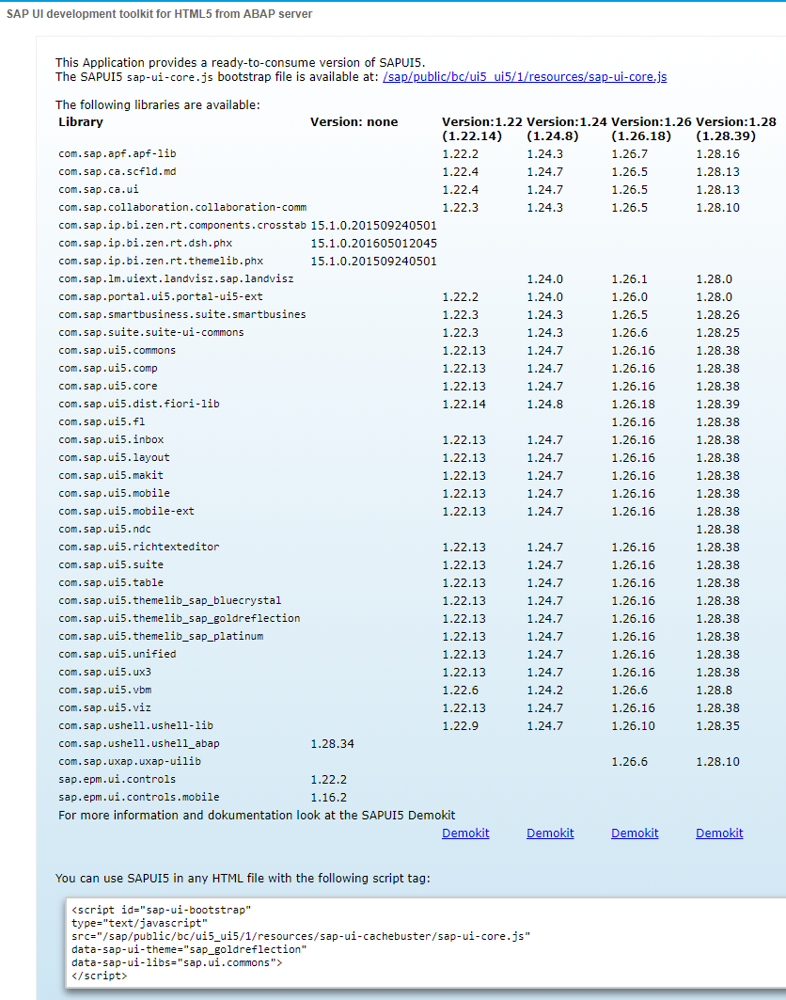 SAP UI development toolkit for HTML5 from ABAP server
This Application provides a ready-to-consume version of SAPUI5.
The SAPUI5 sap-ui-core.js bootstrap file is available at: /sap/public/bc/ui5_ui5/1/resources/sap-ui-core.js
The following libraries are available:
Library Version: none Version:1.22 (1.22.14) Version:1.24 (1.24.8) Version:1.26 (1.26.18) Version:1.28 (1.28.39)
com.sap.apf.apf-lib 1.22.2 1.24.3 1.26.7 1.28.16
com.sap.ca.scfld.md 1.22.4 1.24.7 1.26.5 1.28.13
com.sap.ca.ui 1.22.4 1.24.7 1.26.5 1.28.13
com.sap.collaboration.collaboration-comm 1.22.3 1.24.3 1.26.5 1.28.10
com.sap.ip.bi.zen.rt.components.crosstab 15.1.0.201509240501
com.sap.ip.bi.zen.rt.dsh.phx 15.1.0.201605012045
com.sap.ip.bi.zen.rt.themelib.phx 15.1.0.201509240501
com.sap.lm.uiext.landvisz.sap.landvisz 1.24.0 1.26.1 1.28.0
com.sap.portal.ui5.portal-ui5-ext 1.22.2 1.24.0 1.26.0 1.28.0
com.sap.smartbusiness.suite.smartbusines 1.22.3 1.24.3 1.26.5 1.28.26
com.sap.suite.suite-ui-commons 1.22.3 1.24.3 1.26.6 1.28.25
com.sap.ui5.commons 1.22.13 1.24.7 1.26.16 1.28.38
com.sap.ui5.comp 1.22.13 1.24.7 1.26.16 1.28.38
com.sap.ui5.core 1.22.13 1.24.7 1.26.16 1.28.38
com.sap.ui5.dist.fiori-lib 1.22.14 1.24.8 1.26.18 1.28.39
com.sap.ui5.fl 1.26.16 1.28.38
com.sap.ui5.inbox 1.22.13 1.24.7 1.26.16 1.28.38
com.sap.ui5.layout 1.22.13 1.24.7 1.26.16 1.28.38
com.sap.ui5.makit 1.22.13 1.24.7 1.26.16 1.28.38
com.sap.ui5.mobile 1.22.13 1.24.7 1.26.16 1.28.38
com.sap.ui5.mobile-ext 1.22.13 1.24.7 1.26.16 1.28.38
com.sap.ui5.ndc 1.28.38
com.sap.ui5.richtexteditor 1.22.13 1.24.7 1.26.16 1.28.38
com.sap.ui5.suite 1.22.13 1.24.7 1.26.16 1.28.38
com.sap.ui5.table 1.22.13 1.24.7 1.26.16 1.28.38
com.sap.ui5.themelib_sap_bluecrystal 1.22.13 1.24.7 1.26.16 1.28.38
com.sap.ui5.themelib_sap_goldreflection 1.22.13 1.24.7 1.26.16 1.28.38
com.sap.ui5.themelib_sap_platinum 1.22.13 1.24.7 1.26.16 1.28.38
com.sap.ui5.unified 1.22.13 1.24.7 1.26.16 1.28.38
com.sap.ui5.ux3 1.22.13 1.24.7 1.26.16 1.28.38
com.sap.ui5.vbm 1.22.6 1.24.2 1.26.6 1.28.8
com.sap.ui5.viz 1.22.13 1.24.7 1.26.16 1.28.38
com.sap.ushell.ushell-lib 1.22.9 1.24.7 1.26.10 1.28.35
com.sap.ushell.ushell_abap 1.28.34
com.sap.uxap.uxap-uilib 1.26.6 1.28.10
sap.epm.ui.controls 1.22.2
sap.epm.ui.controls.mobile 1.16.2
For more information and dokumentation look at the SAPUI5 Demokit
Demokit Demokit Demokit Demokit
You can use SAPUI5 in any HTML file with the following script tag:
<script id="sap-ui-bootstrap"
type="text/javascript"
src="/sap/public/bc/ui5_ui5/1/resources/sap-ui-cachebuster/sap-ui-core.js"
data-sap-ui-theme="sap_goldreflection"
data-sap-ui-libs="sap.ui.commons">
</script>